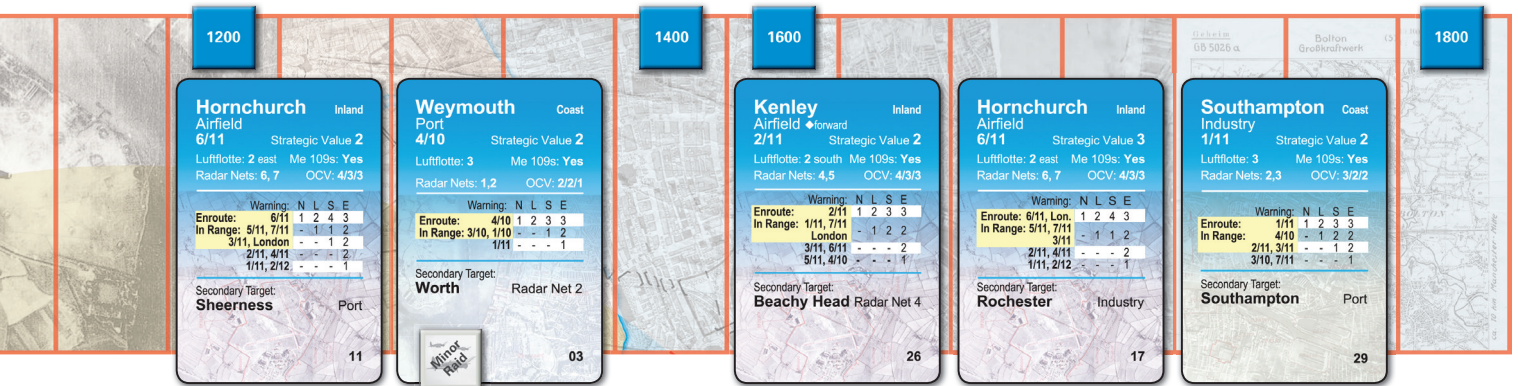 1200
1400
1600
1800
Geheim
GB 5026 a
Bolton
Großkraftwerk
Hornchurch Inland
Airfield
6/11 Strategic Value 2
Luftflotte: 2 east Me 109s: Yes
Radar Nets: 6, 7 OCV: 4/3/3
Warning: N L S E
Enroute: 6/11 1 2 4 3
In Range: 5/11, 7/11 - 1 1 2
3/11, London - - 1 2
2/11, 4/11 - - - 2
1/11, 2/12 - - - 1
Secondary Target:
Sheerness Port
11
Weymouth Coast
Port
4/10 Strategic Value 2
Luftflotte: 3 Me 109s: Yes
Radar Nets: 1,2 OCV: 2/2/1
Warning: N L S E
Enroute: 4/10 1 2 3 3
In Range: 3/10, 1/10 - - 1 2
1/11 - - - 1
Secondary Target:
Worth Radar Net 2
Minor
Raid
03
Kenley Inland
Airfield ◆forward
2/11 Strategic Value 2
Luftflotte: 2 south Me 109s: Yes
Radar Nets: 4,5 OCV: 4/3/3
Warning: N L S E
Enroute: 2/11 1 2 3 3
In Range: 1/11, 7/11
London - 1 2 2
3/11, 6/11 - - - 2
5/11, 4/10 - - - 1
Secondary Target:
Beachy Head Radar Net 4
26
Hornchurch Inland
Airfield
6/11 Strategic Value 3
Luftflotte: 2 east Me 109s: Yes
Radar Nets: 6, 7 OCV: 4/3/3
Warning: N L S E
Enroute: 6/11, Lon. 1 2 4 3
In Range: 5/11, 7/11
3/11 - 1 1 2
2/11, 4/11 - - - 2
1/11, 2/12 - - - 1
Secondary Target:
Rochester Industry
17
Southampton Coast
Industry
1/11 Strategic Value 2
Luftflotte: 3 Me 109s: Yes
Radar Nets: 2,3 OCV: 3/2/2
Warning: N L S E
Enroute: 1/11 1 2 3 3
In Range: 4/10 - 1 2 2
2/11, 3/11 - - 1 2
3/10, 7/11 - - - 1
Secondary Target:
Southampton Port
29